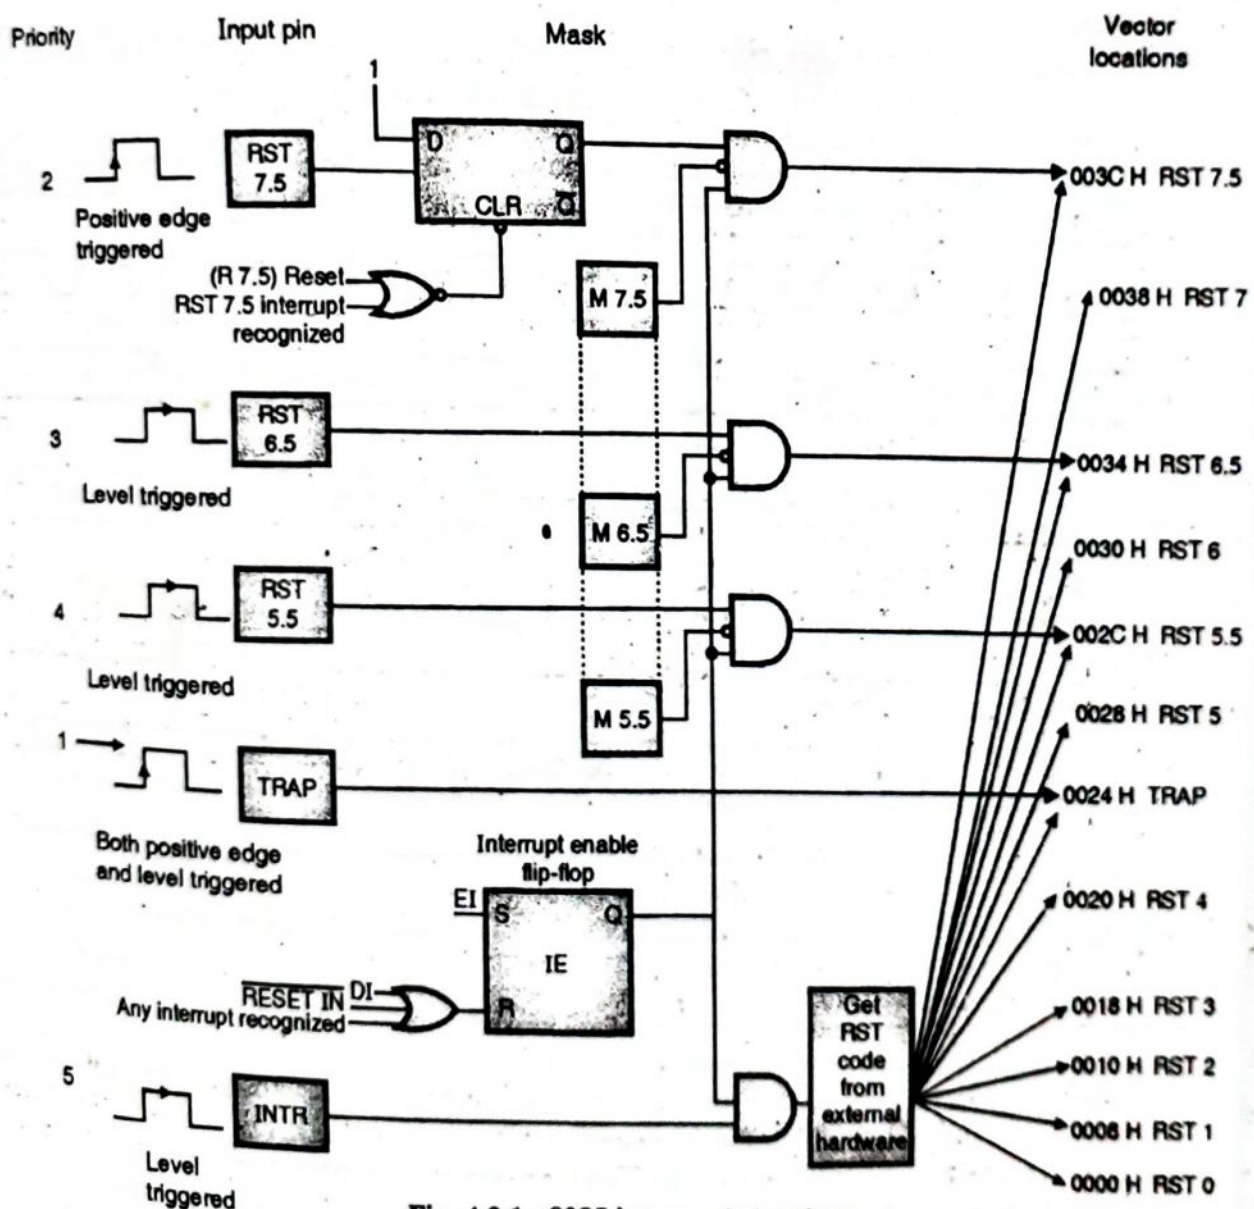 Priority
Input pin
Mask
Vector
locations
1
2
Positive edge
triggered
RST
7.5
D
Q
CLR
Q̅
003C H RST 7.5
(R 7.5) Reset
RST 7.5 interrupt
recognized
M 7.5
0038 H RST 7
3
Level triggered
RST
6.5
0034 H RST 6.5
M 6.5
0030 H RST 6
4
Level triggered
RST
5.5
002C H RST 5.5
M 5.5
0028 H RST 5
1
Both positive edge
and level triggered
TRAP
0024 H TRAP
Interrupt enable
flip-flop
EI
S
Q
IE
R
0020 H RST 4
DI
R̅E̅S̅E̅T̅ I̅N̅
Any interrupt recognized
Get
RST
code
from
external
hardware
0018 H RST 3
0010 H RST 2
0008 H RST 1
0000 H RST 0
5
Level
triggered
INTR